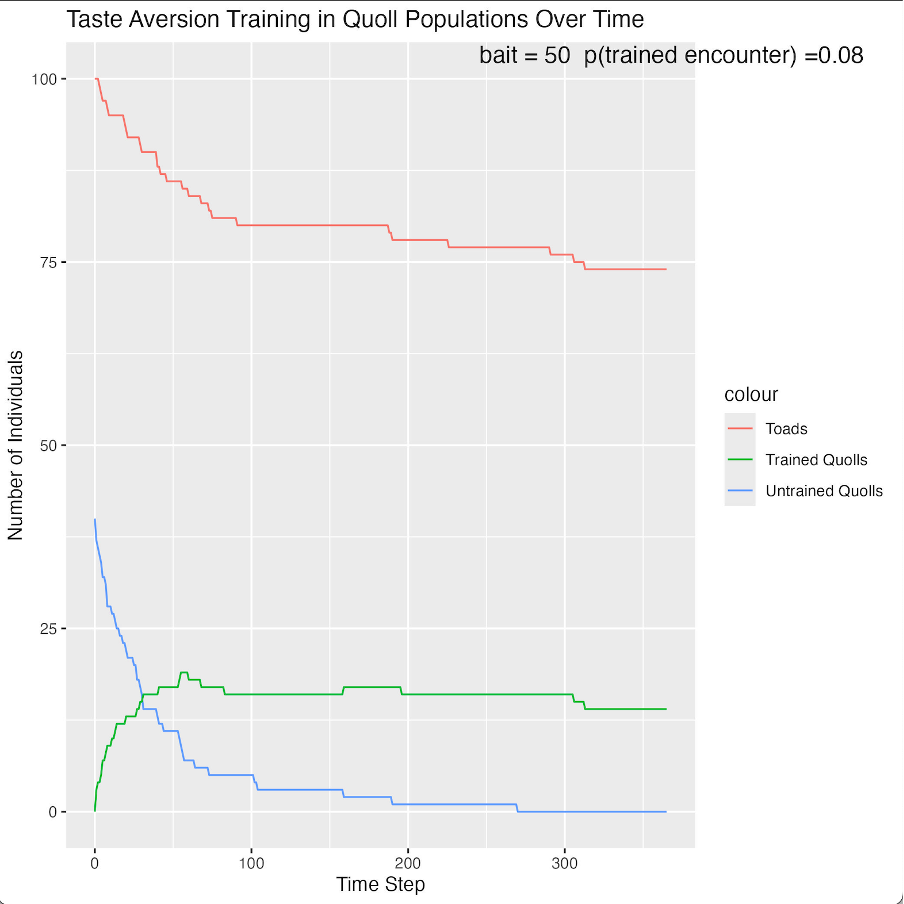 Taste Aversion Training in Quoll Populations Over Time
bait = 50  p(trained encounter) =0.08
Number of Individuals
100
75
50
25
0
0 100 200 300
Time Step
colour
Toads
Trained Quolls
Untrained Quolls